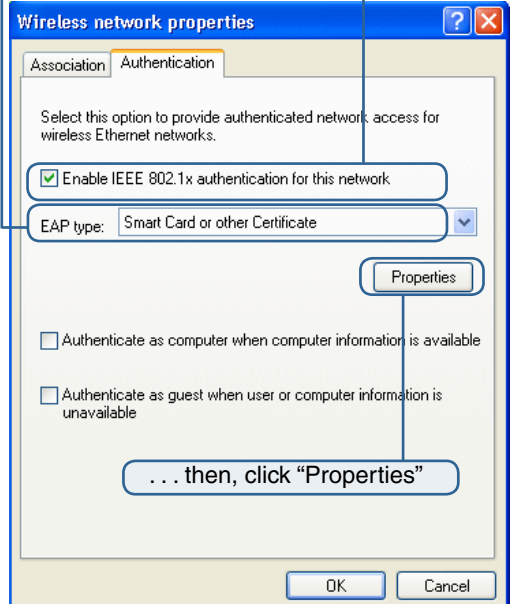 Wireless network properties
Association Authentication
Select this option to provide authenticated network access for
wireless Ethernet networks.
Enable IEEE 802.1x authentication for this network
EAP type: Smart Card or other Certificate
Properties
Authenticate as computer when computer information is available
Authenticate as guest when user or computer information is
unavailable
. . . then, click “Properties”
OK Cancel